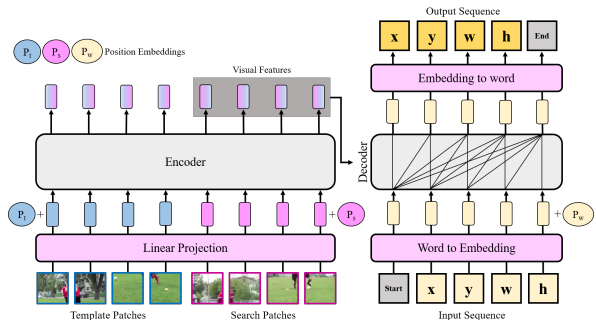 Output Sequence
x y w h End
Pt Ps Pw Position Embeddings
Visual Features
Embedding to word
Encoder
Decoder
Pt + + Ps + Pw
Linear Projection
Word to Embedding
Start x y w h
Template Patches Search Patches Input Sequence